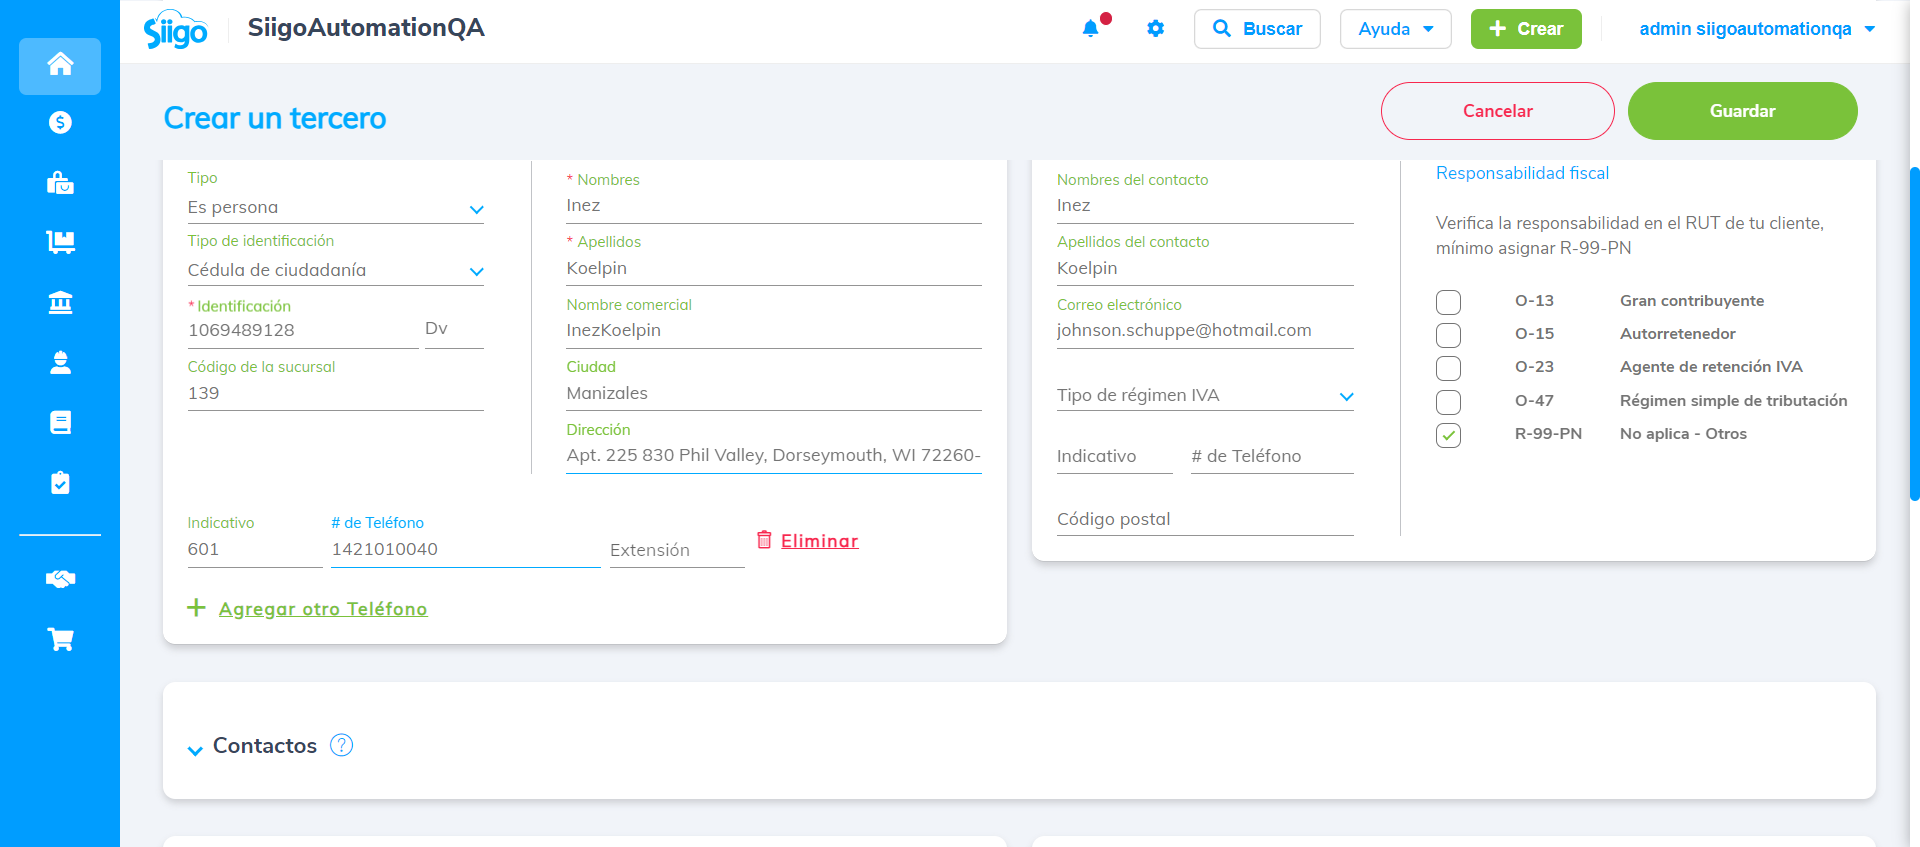 Siigo
SiigoAutomationQA
Buscar
Ayuda
Crear
admin siigoautomationqa
Crear un tercero
Cancelar
Guardar
Tipo
Es persona
Tipo de identificación
Cédula de ciudadanía
* Identificación
1069489128
Dv
Código de la sucursal
139
* Nombres
Inez
* Apellidos
Koelpin
Nombre comercial
InezKoelpin
Ciudad
Manizales
Dirección
Apt. 225 830 Phil Valley, Dorseymouth, WI 72260-
Indicativo
601
# de Teléfono
1421010040
Extensión
Eliminar
Agregar otro Teléfono
Nombres del contacto
Inez
Apellidos del contacto
Koelpin
Correo electrónico
johnson.schuppe@hotmail.com
Tipo de régimen IVA
Indicativo
# de Teléfono
Código postal
Responsabilidad fiscal
Verifica la responsabilidad en el RUT de tu cliente,
mínimo asignar R-99-PN
O-13 Gran contribuyente
O-15 Autorretenedor
O-23 Agente de retención IVA
O-47 Régimen simple de tributación
R-99-PN No aplica - Otros
Contactos ?